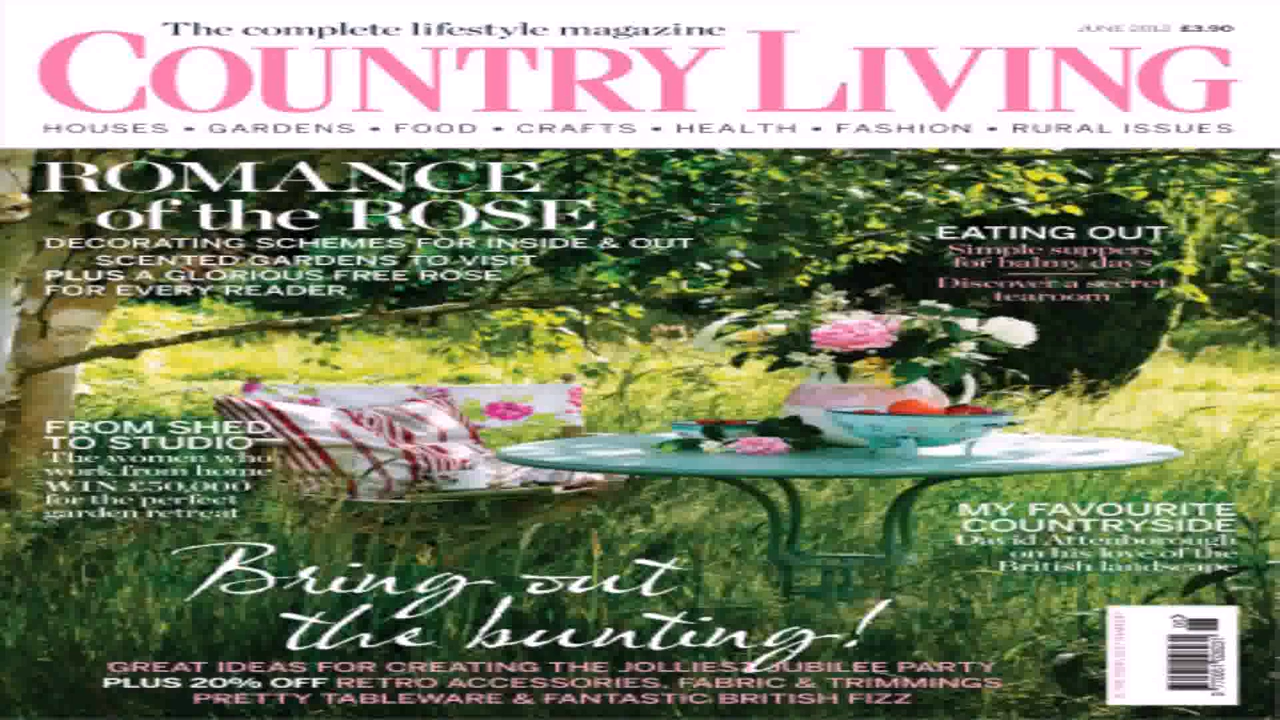 The complete lifestyle magazine
JUNE 2012 £3.90
COUNTRY LIVING
HOUSES • GARDENS • FOOD • CRAFTS • HEALTH • FASHION • RURAL ISSUES
ROMANCE
of the ROSE
DECORATING SCHEMES FOR INSIDE & OUT
SCENTED GARDENS TO VISIT
PLUS A GLORIOUS FREE ROSE
FOR EVERY READER
EATING OUT
Simple suppers
for balmy days
Discover a secret
tearoom
FROM SHED
TO STUDIO
The women who
work from home
WIN £50,000
for the perfect
garden retreat
MY FAVOURITE
COUNTRYSIDE
David Attenborough
on his love of the
British landscape
Bring out
the bunting!
GREAT IDEAS FOR CREATING THE JOLLIEST JUBILEE PARTY
PLUS 20% OFF RETRO ACCESSORIES, FABRIC & TRIMMINGS
PRETTY TABLEWARE & FANTASTIC BRITISH FIZZ